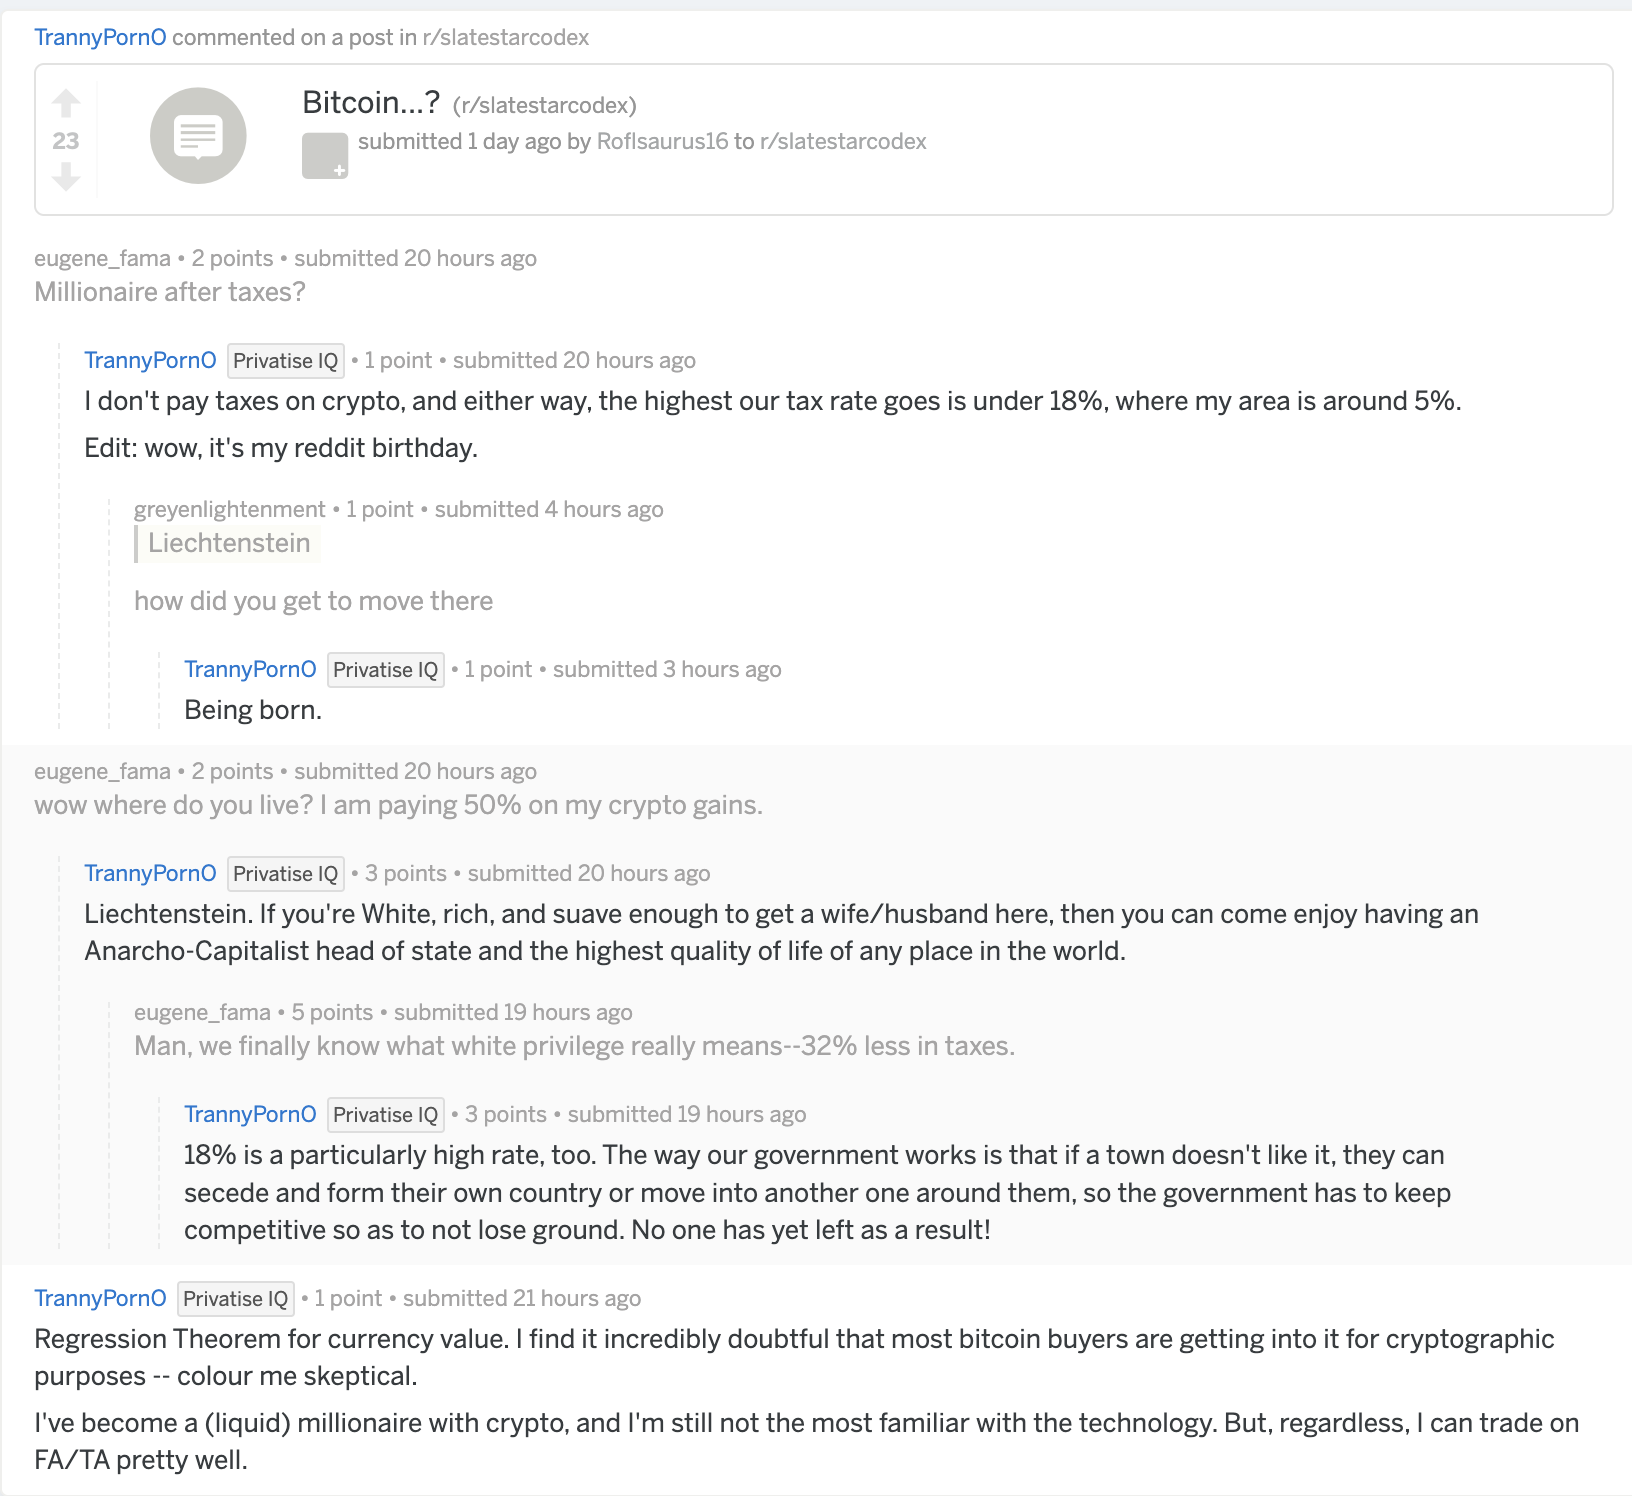 TrannyPornO commented on a post in r/slatestarcodex
23
Bitcoin...? (r/slatestarcodex)
submitted 1 day ago by Roflsaurus16 to r/slatestarcodex
eugene_fama • 2 points • submitted 20 hours ago
Millionaire after taxes?
TrannyPornO Privatise IQ • 1 point • submitted 20 hours ago
I don't pay taxes on crypto, and either way, the highest our tax rate goes is under 18%, where my area is around 5%.
Edit: wow, it's my reddit birthday.
greyenlightenment • 1 point • submitted 4 hours ago
Liechtenstein
how did you get to move there
TrannyPornO Privatise IQ • 1 point • submitted 3 hours ago
Being born.
eugene_fama • 2 points • submitted 20 hours ago
wow where do you live? I am paying 50% on my crypto gains.
TrannyPornO Privatise IQ • 3 points • submitted 20 hours ago
Liechtenstein. If you're White, rich, and suave enough to get a wife/husband here, then you can come enjoy having an
Anarcho-Capitalist head of state and the highest quality of life of any place in the world.
eugene_fama • 5 points • submitted 19 hours ago
Man, we finally know what white privilege really means--32% less in taxes.
TrannyPornO Privatise IQ • 3 points • submitted 19 hours ago
18% is a particularly high rate, too. The way our government works is that if a town doesn't like it, they can
secede and form their own country or move into another one around them, so the government has to keep
competitive so as to not lose ground. No one has yet left as a result!
TrannyPornO Privatise IQ • 1 point • submitted 21 hours ago
Regression Theorem for currency value. I find it incredibly doubtful that most bitcoin buyers are getting into it for cryptographic
purposes -- colour me skeptical.
I've become a (liquid) millionaire with crypto, and I'm still not the most familiar with the technology. But, regardless, I can trade on
FA/TA pretty well.